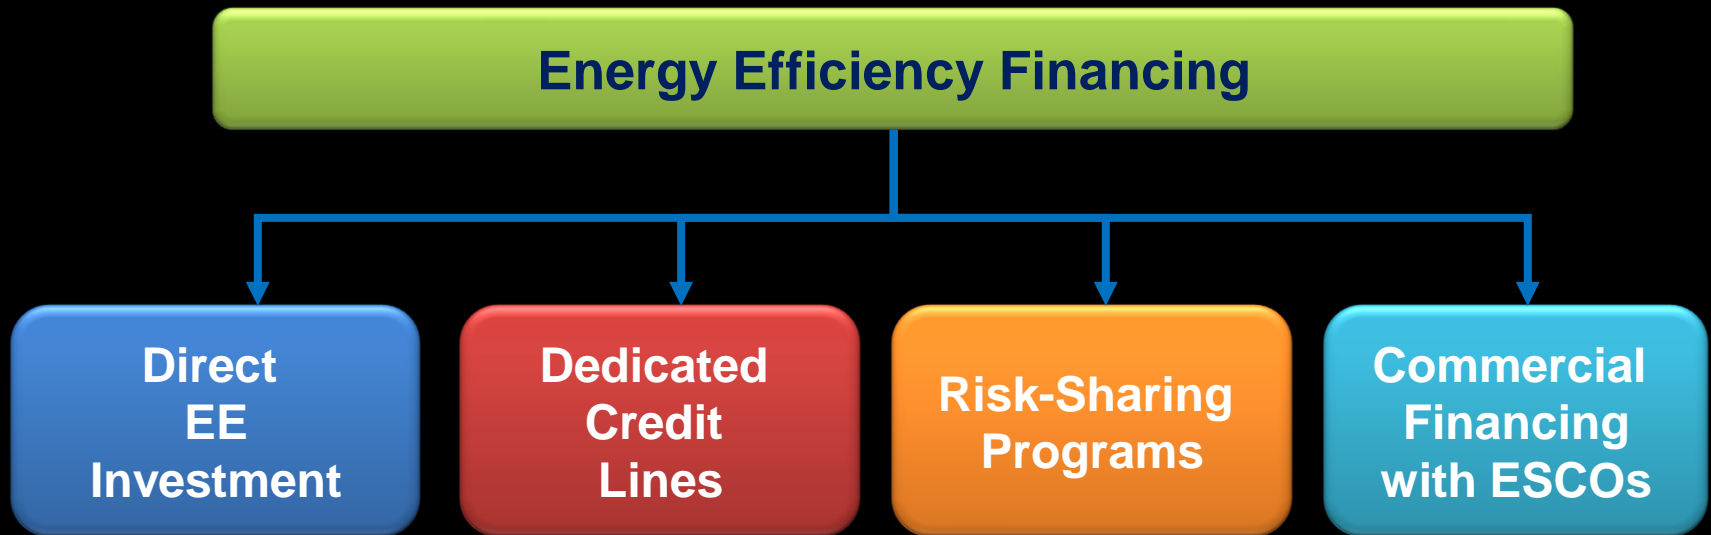 Energy Efficiency Financing
Direct
EE
Investment
Dedicated
Credit
Lines
Risk-Sharing
Programs
Commercial
Financing
with ESCOs